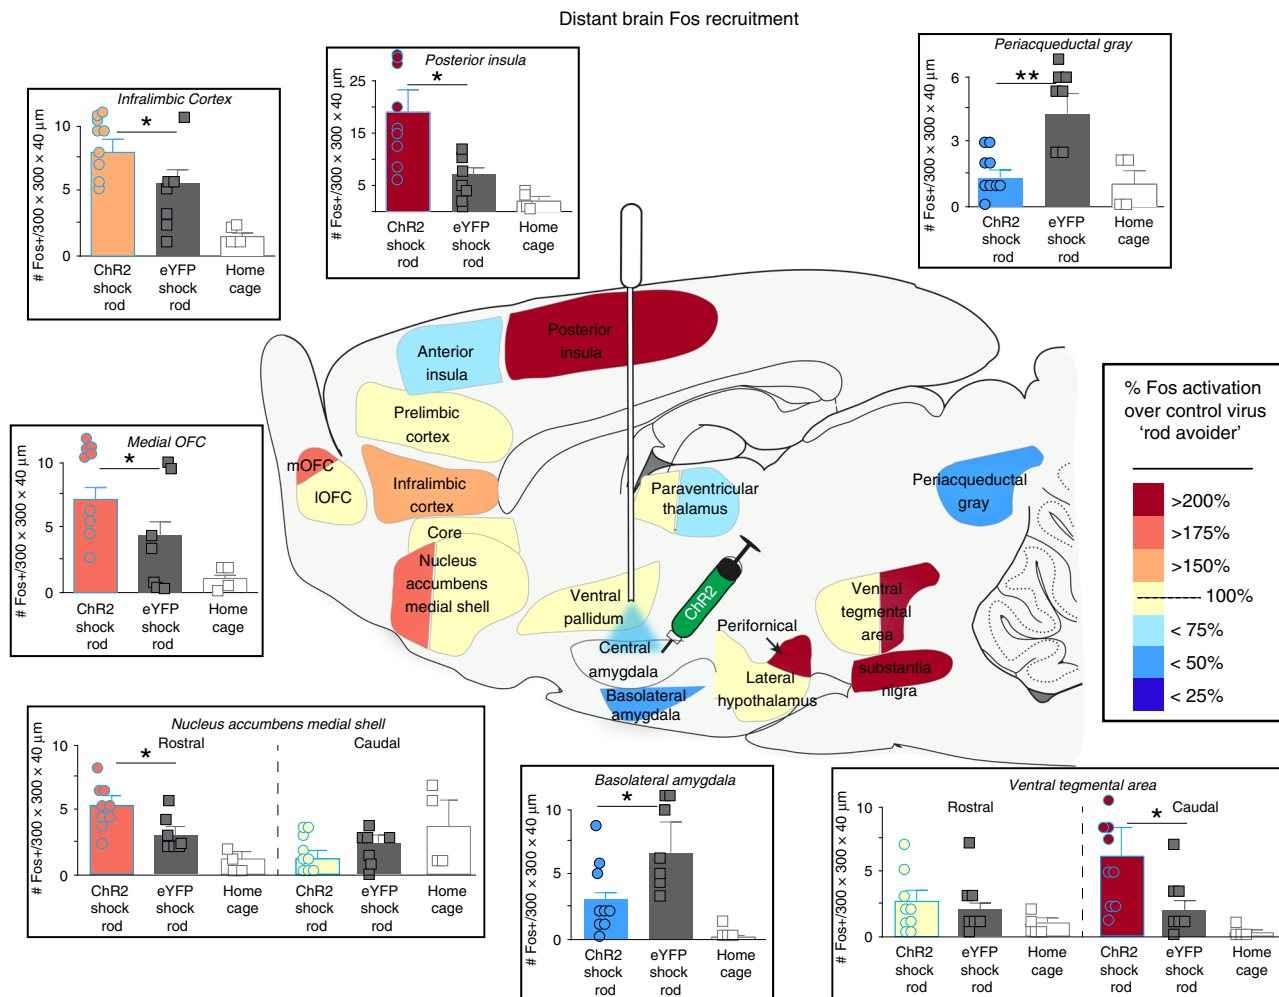 Distant brain Fos recruitment
Infralimbic Cortex
# Fos+/300 × 300 × 40 μm
10
5
0
ChR2 shock rod
eYFP shock rod
Home cage
Posterior insula
# Fos+/300 × 300 × 40 μm
25
15
5
*
ChR2 shock rod
eYFP shock rod
Home cage
*
Periacqueductal gray
# Fos+/300 × 300 × 40 μm
6
3
0
**
ChR2 shock rod
eYFP shock rod
Home cage
Medial OFC
# Fos+/300 × 300 × 40 μm
10
5
0
*
ChR2 shock rod
eYFP shock rod
Home cage
Posterior insula
Anterior insula
Prelimbic cortex
mOFC
lOFC
Infralimbic cortex
Core
Nucleus accumbens medial shell
Paraventricular thalamus
Periacqueductal gray
Ventral pallidum
ChR2
Central amygdala
Basolateral amygdala
Perifornical
Lateral hypothalamus
Ventral tegmental area
substantia nigra
% Fos activation
over control virus
‘rod avoider’
>200%
>175%
>150%
100%
< 75%
< 50%
< 25%
Nucleus accumbens medial shell
Rostral
Caudal
# Fos+/300 × 300 × 40 μm
10
5
0
*
ChR2 shock rod
eYFP shock rod
Home cage
ChR2 shock rod
eYFP shock rod
Home cage
Basolateral amygdala
# Fos+/300 × 300 × 40 μm
10
5
0
*
ChR2 shock rod
eYFP shock rod
Home cage
Ventral tegmental area
Rostral
Caudal
# Fos+/300 × 300 × 40 μm
10
5
0
*
ChR2 shock rod
eYFP shock rod
Home cage
ChR2 shock rod
eYFP shock rod
Home cage